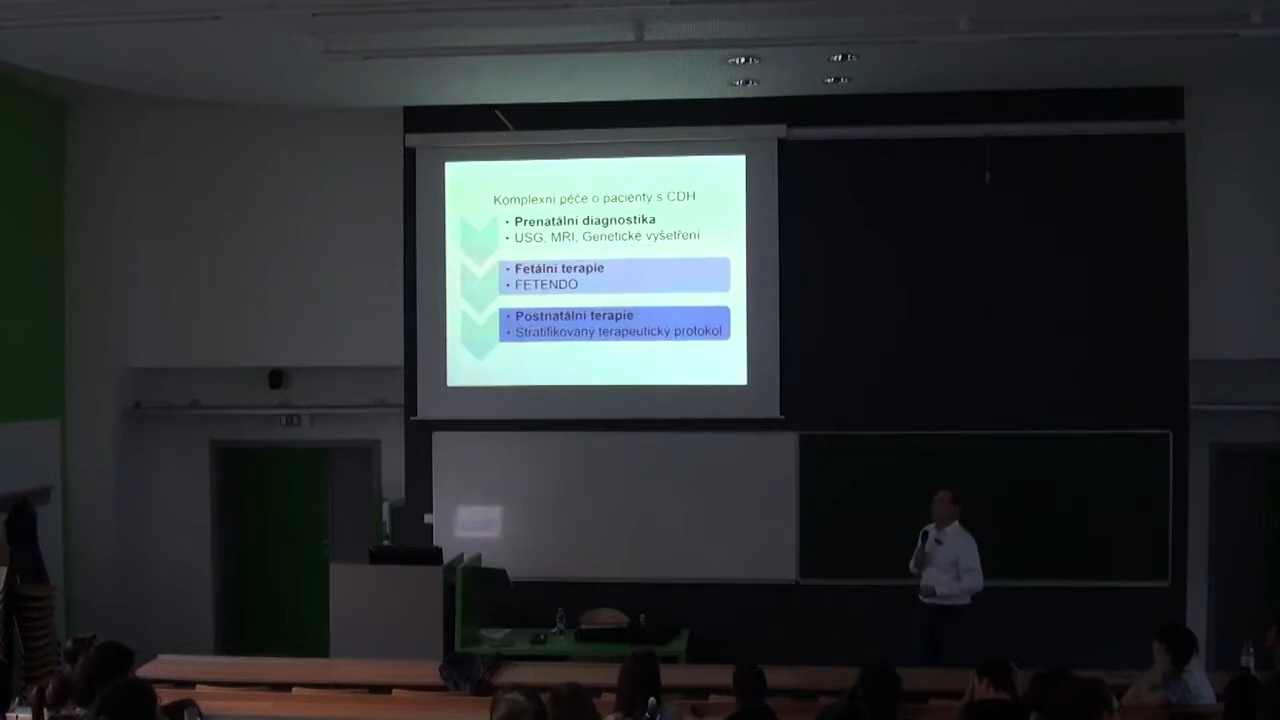 Komplexní péče o pacienty s CDH
• Prenatální diagnostika
• USG, MRI, Genetické vyšetření
• Fetální terapie
• FETENDO
• Postnatální terapie
• Stratifikovaný terapeutický protokol